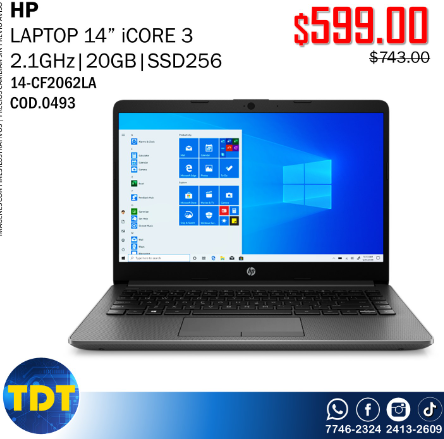 HP
$599.00
LAPTOP 14” iCORE 3
$743.00
2.1GHz|20GB|SSD256
14-CF2062LA
COD.0493
hp
TDT
7746-2324 2413-2609